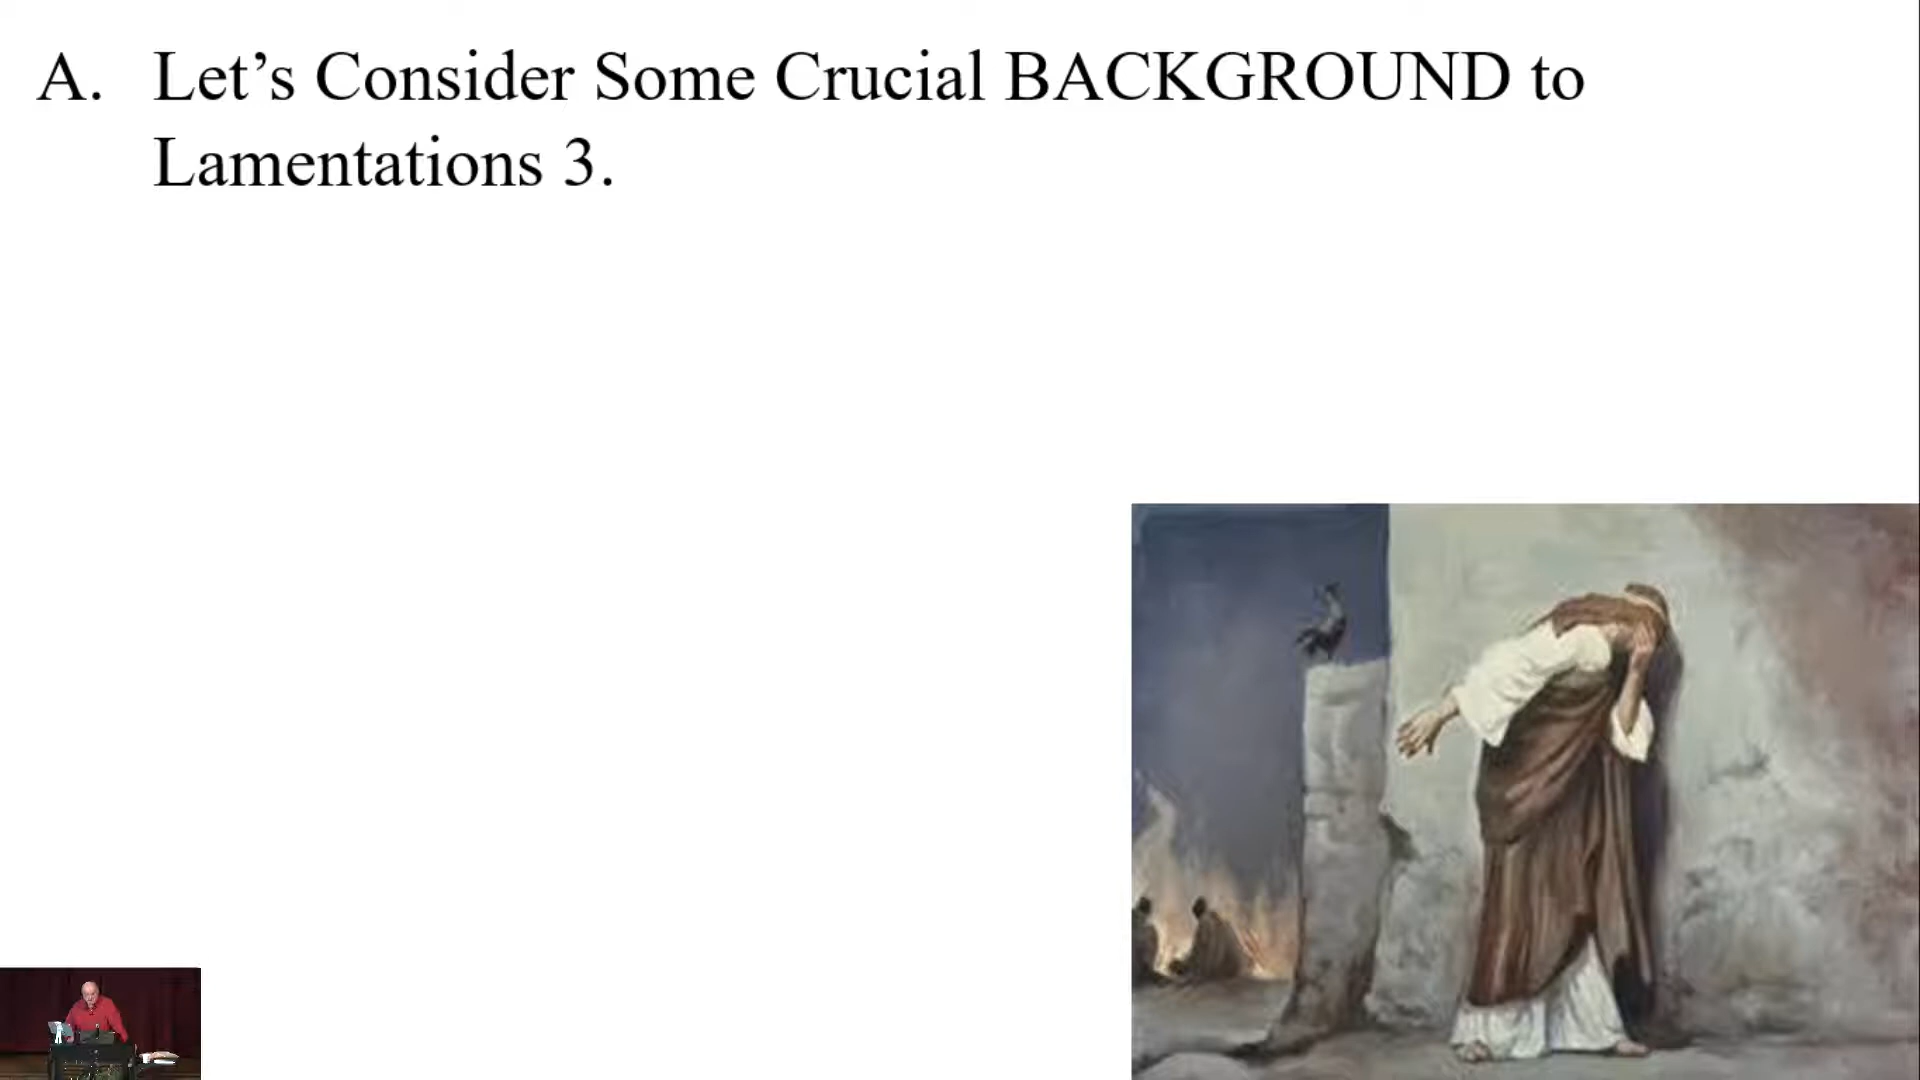 A. Let’s Consider Some Crucial BACKGROUND to
Lamentations 3.